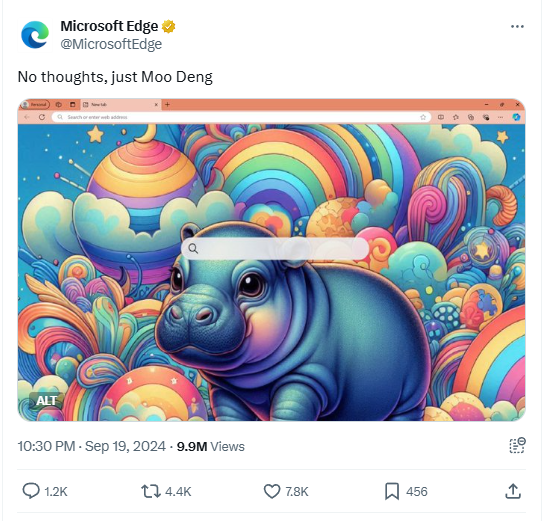 Microsoft Edge
@MicrosoftEdge
No thoughts, just Moo Deng
Personal
New tab
Search or enter web address
ALT
10:30 PM · Sep 19, 2024 · 9.9M Views
1.2K 4.4K 7.8K 456